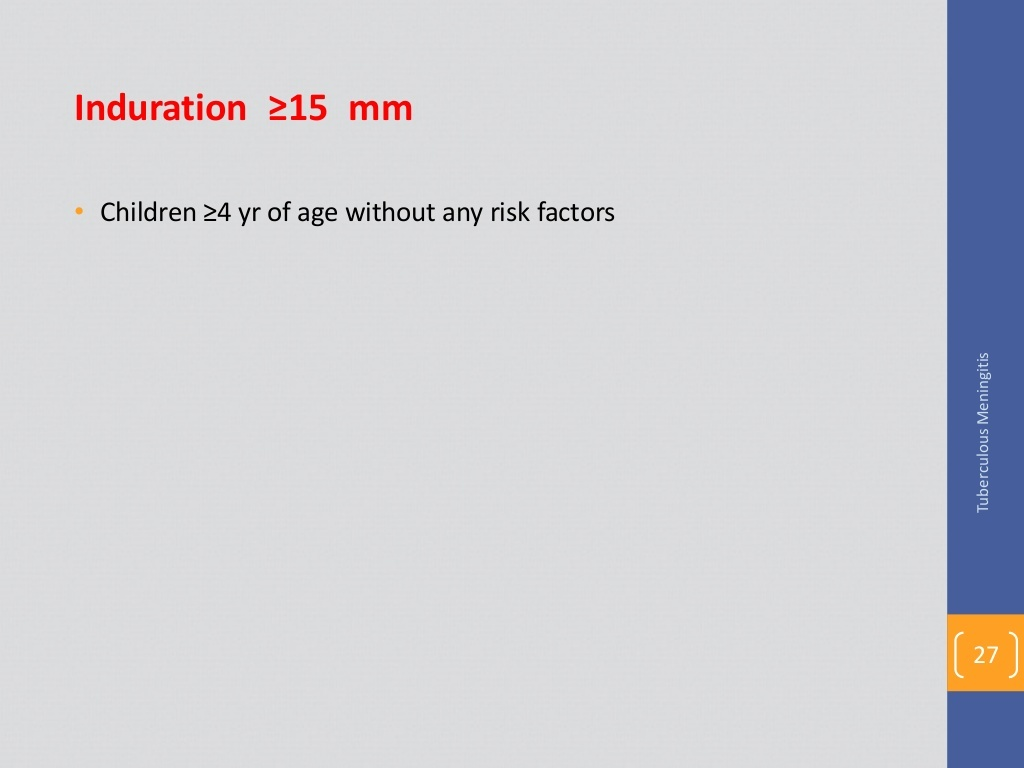 Induration ≥15 mm
• Children ≥4 yr of age without any risk factors
Tuberculous Meningitis
27